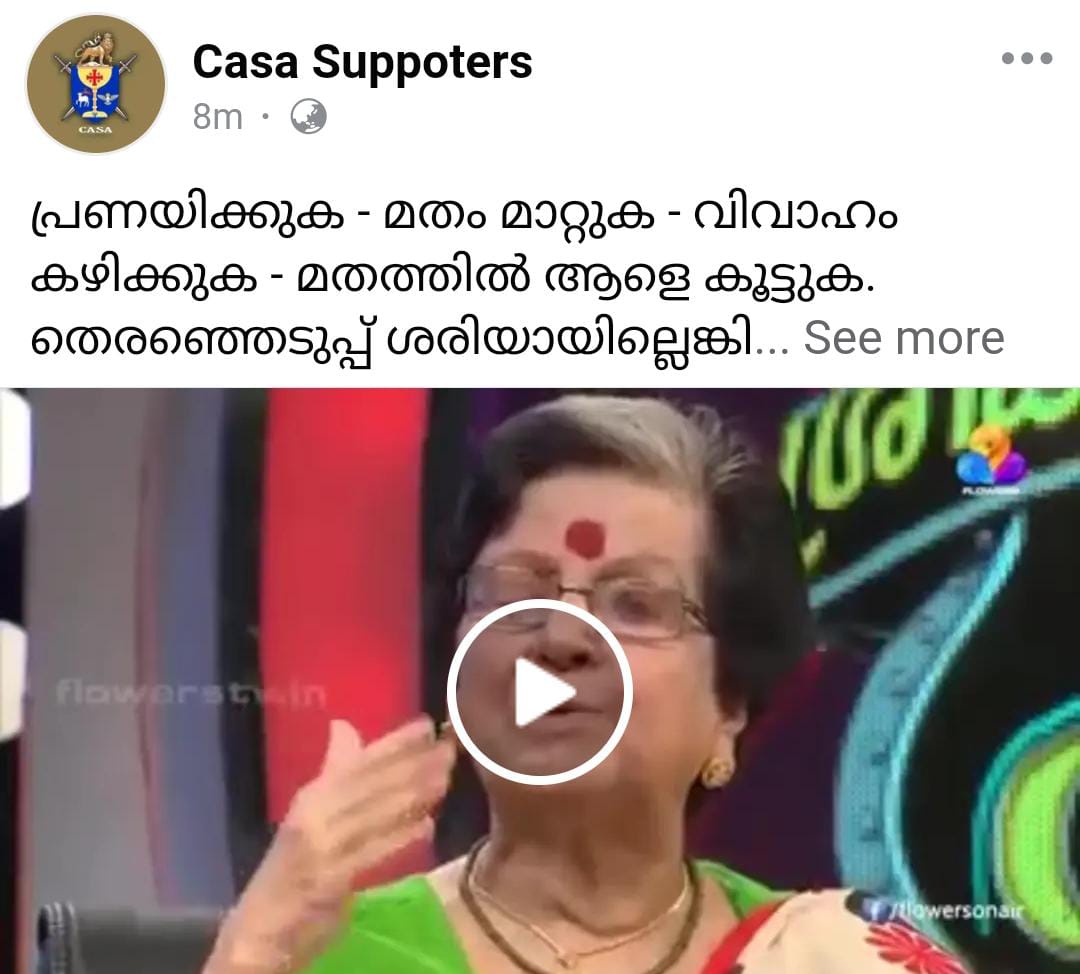 CASA
Casa Suppoters
8m
പ്രണയിക്കുക - മതം മാറ്റുക - വിവാഹം
കഴിക്കുക - മതത്തിൽ ആളെ കൂട്ടുക.
തെരഞ്ഞെടുപ്പ് ശരിയായില്ലെങ്കി... See more
FLOWERS
flowerstv.in
f /flowersonair